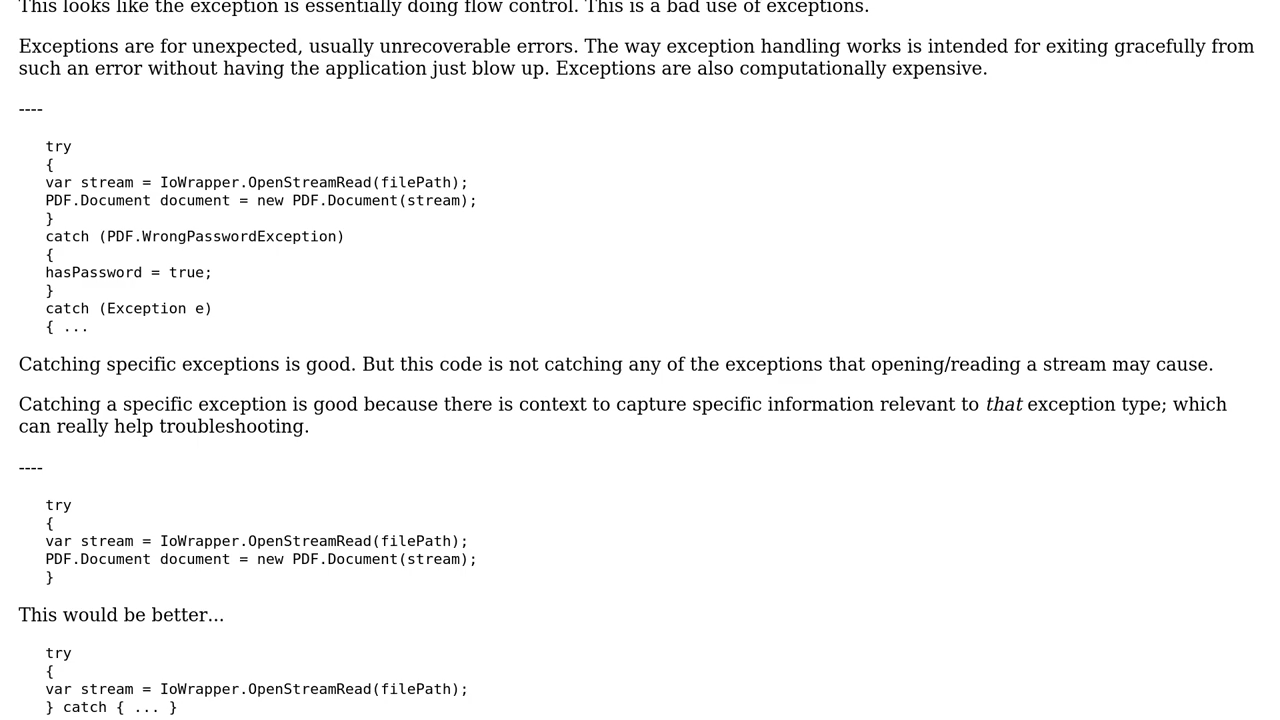 This looks like the exception is essentially doing flow control. This is a bad use of exceptions.
Exceptions are for unexpected, usually unrecoverable errors. The way exception handling works is intended for exiting gracefully from
such an error without having the application just blow up. Exceptions are also computationally expensive.
----
try
{
var stream = IoWrapper.OpenStreamRead(filePath);
PDF.Document document = new PDF.Document(stream);
}
catch (PDF.WrongPasswordException)
{
hasPassword = true;
}
catch (Exception e)
{ ...
Catching specific exceptions is good. But this code is not catching any of the exceptions that opening/reading a stream may cause.
Catching a specific exception is good because there is context to capture specific information relevant to that exception type; which
can really help troubleshooting.
----
try
{
var stream = IoWrapper.OpenStreamRead(filePath);
PDF.Document document = new PDF.Document(stream);
}
This would be better...
try
{
var stream = IoWrapper.OpenStreamRead(filePath);
} catch { ... }